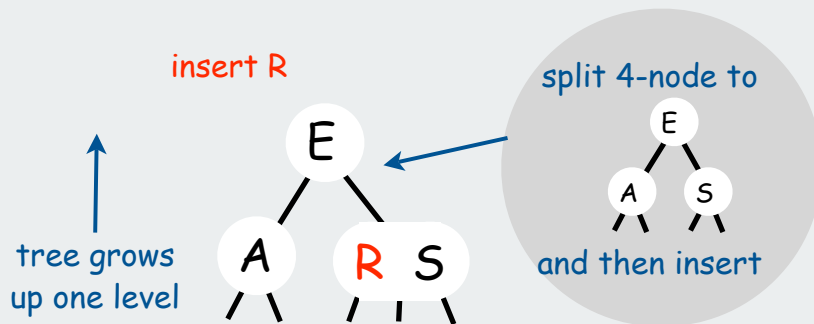 insert R
split 4-node to
E
E
A
S
tree grows
up one level
A
R S
and then insert